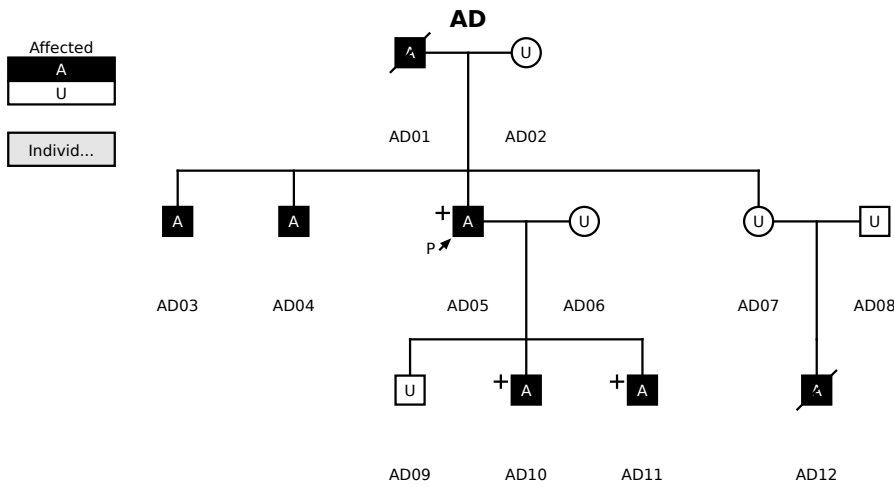 AD
Affected
A
U
Individ...
A U
AD01 AD02
A A + A U U U
P
AD03 AD04 AD05 AD06 AD07 AD08
U + A + A A
AD09 AD10 AD11 AD12